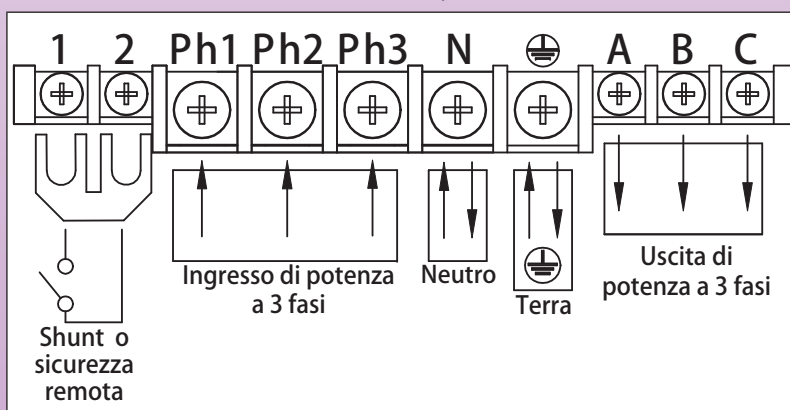 1 2 Ph1 Ph2 Ph3 N A B C
Ingresso di potenza
a 3 fasi
Neutro
Terra
Uscita di
potenza a 3 fasi
Shunt o
sicurezza
remota